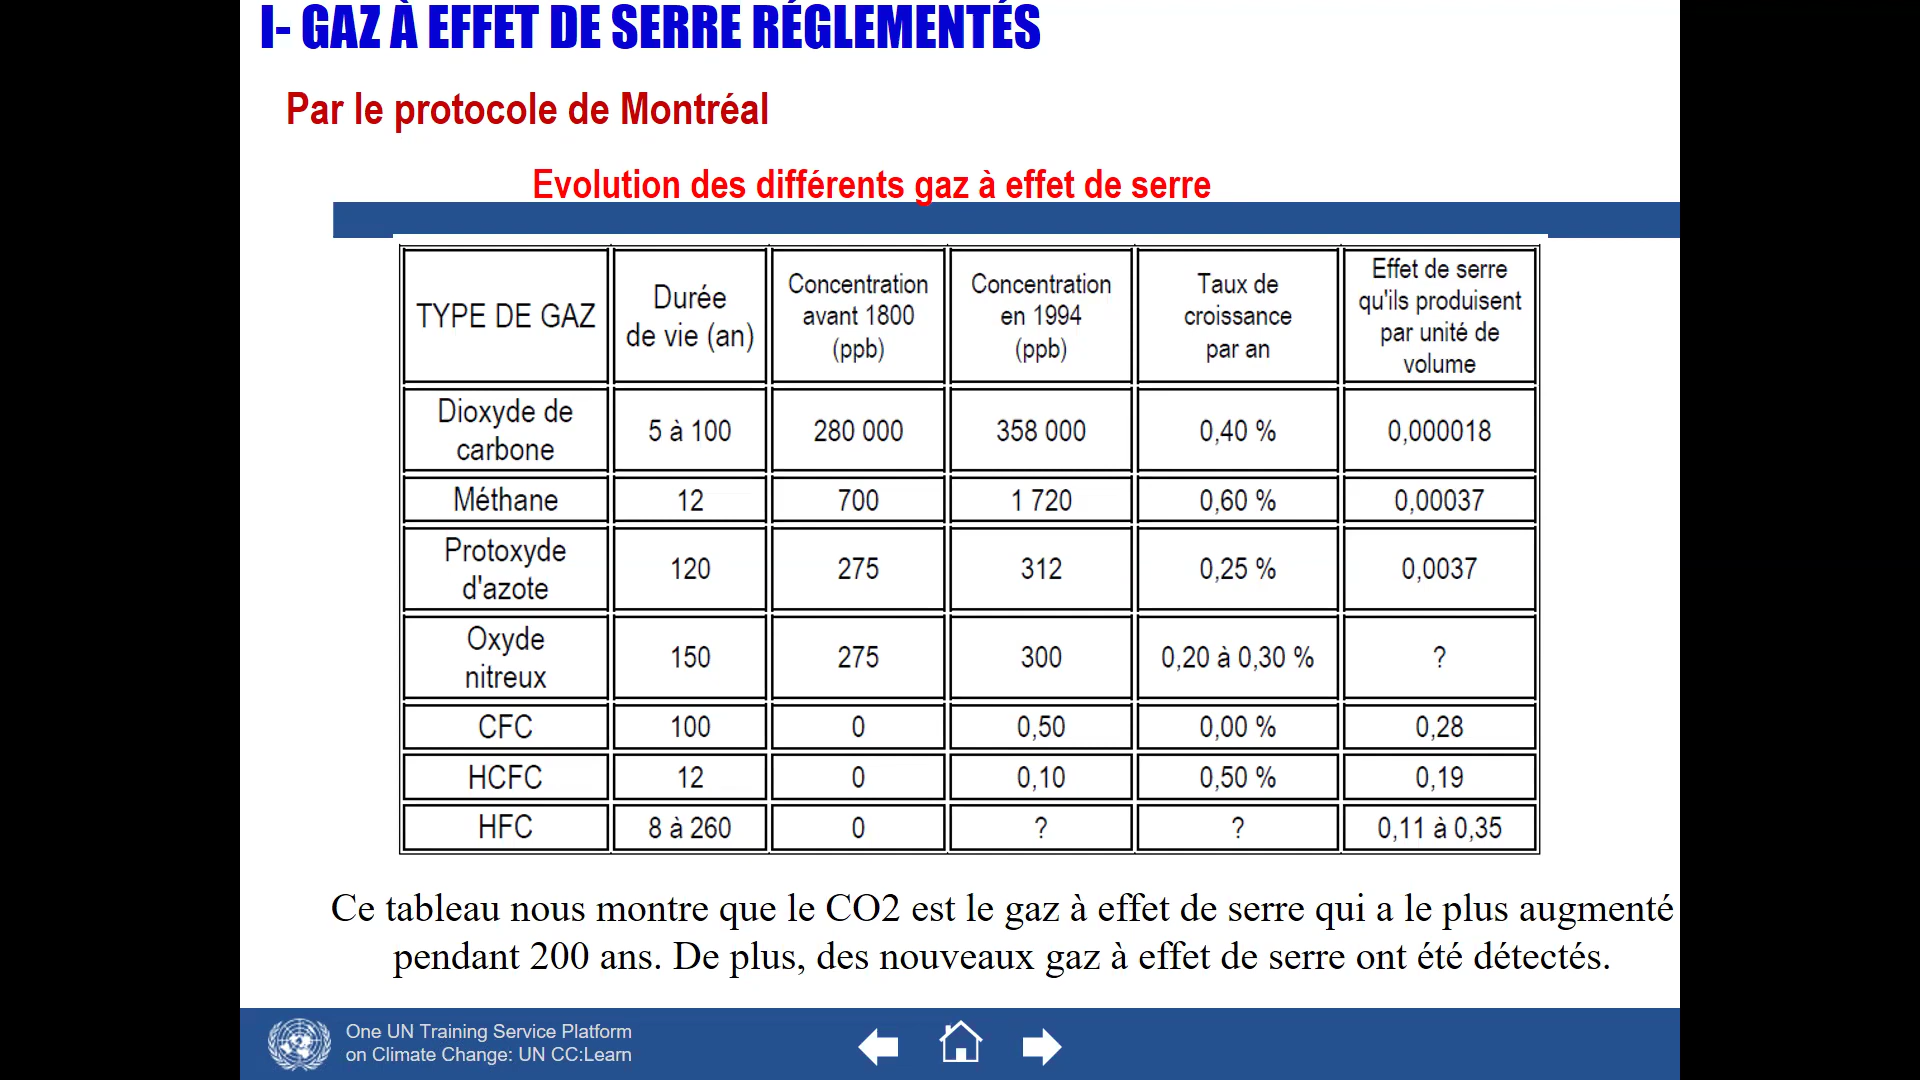 I- GAZ À EFFET DE SERRE RÉGLEMENTÉS
Par le protocole de Montréal
Evolution des différents gaz à effet de serre
TYPE DE GAZ
Durée
de vie (an)
Concentration
avant 1800
(ppb)
Concentration
en 1994
(ppb)
Taux de
croissance
par an
Effet de serre
qu'ils produisent
par unité de
volume
Dioxyde de
carbone
5 à 100
280 000
358 000
0,40 %
0,000018
Méthane
12
700
1 720
0,60 %
0,00037
Protoxyde
d'azote
120
275
312
0,25 %
0,0037
Oxyde
nitreux
150
275
300
0,20 à 0,30 %
?
CFC
100
0
0,50
0,00 %
0,28
HCFC
12
0
0,10
0,50 %
0,19
HFC
8 à 260
0
?
?
0,11 à 0,35
Ce tableau nous montre que le CO2 est le gaz à effet de serre qui a le plus augmenté
pendant 200 ans. De plus, des nouveaux gaz à effet de serre ont été détectés.
One UN Training Service Platform
on Climate Change: UN CC:Learn